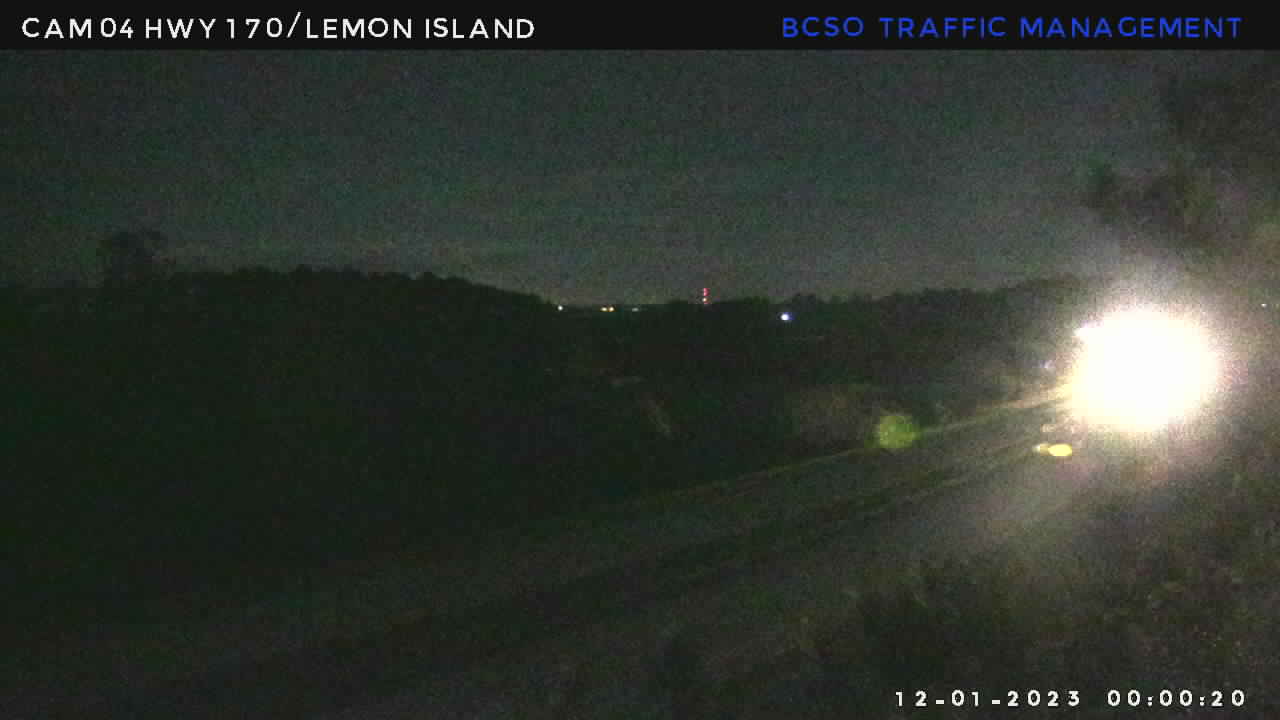 CAM04 HWY 170/LEMON ISLAND
BCSO TRAFFIC MANAGEMENT
12-01-2023 00:00:20